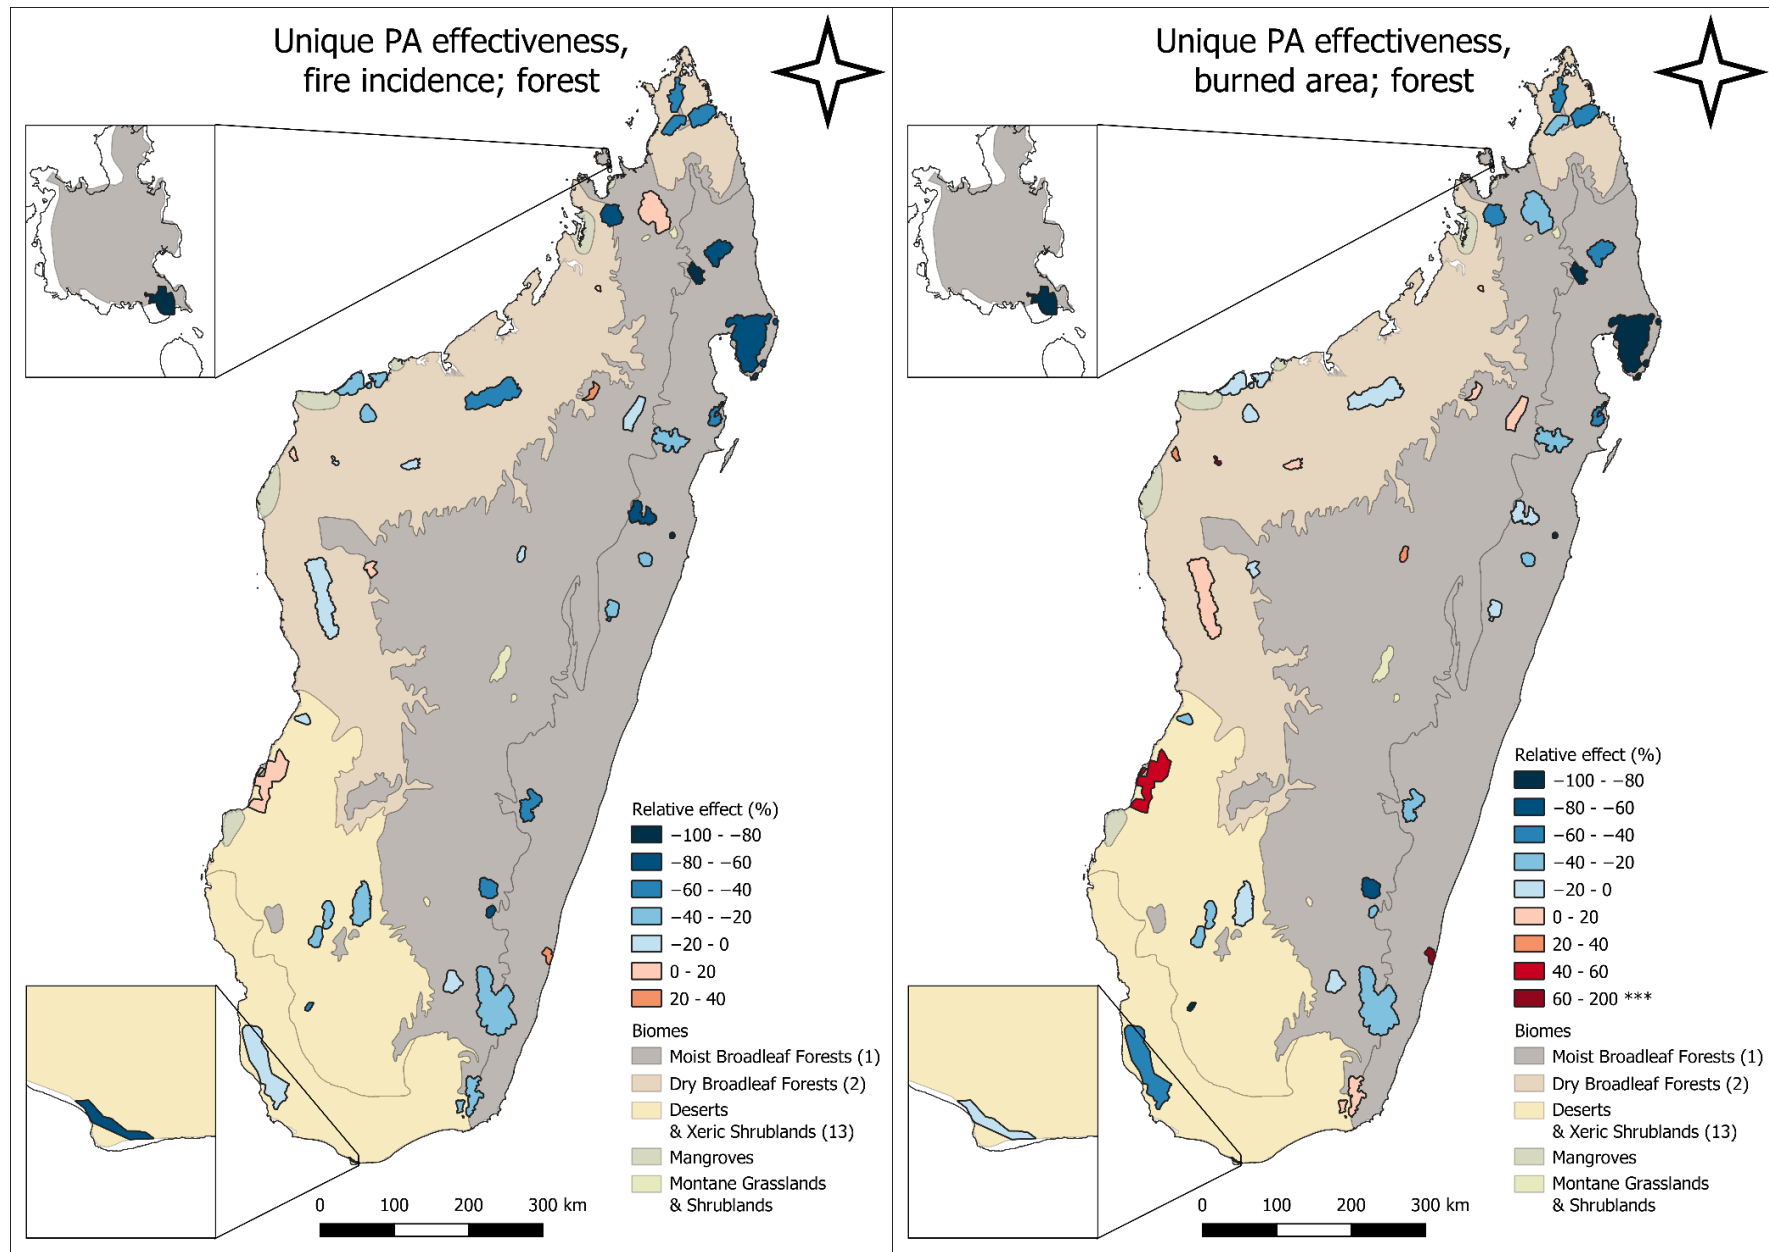 Unique PA effectiveness,
fire incidence; forest
Relative effect (%)
−100 - −80
−80 - −60
−60 - −40
−40 - −20
−20 - 0
0 - 20
20 - 40
Biomes
Moist Broadleaf Forests (1)
Dry Broadleaf Forests (2)
Deserts
& Xeric Shrublands (13)
Mangroves
Montane Grasslands
& Shrublands
0 100 200 300 km
Unique PA effectiveness,
burned area; forest
Relative effect (%)
−100 - −80
−80 - −60
−60 - −40
−40 - −20
−20 - 0
0 - 20
20 - 40
40 - 60
60 - 200 ***
Biomes
Moist Broadleaf Forests (1)
Dry Broadleaf Forests (2)
Deserts
& Xeric Shrublands (13)
Mangroves
Montane Grasslands
& Shrublands
0 100 200 300 km